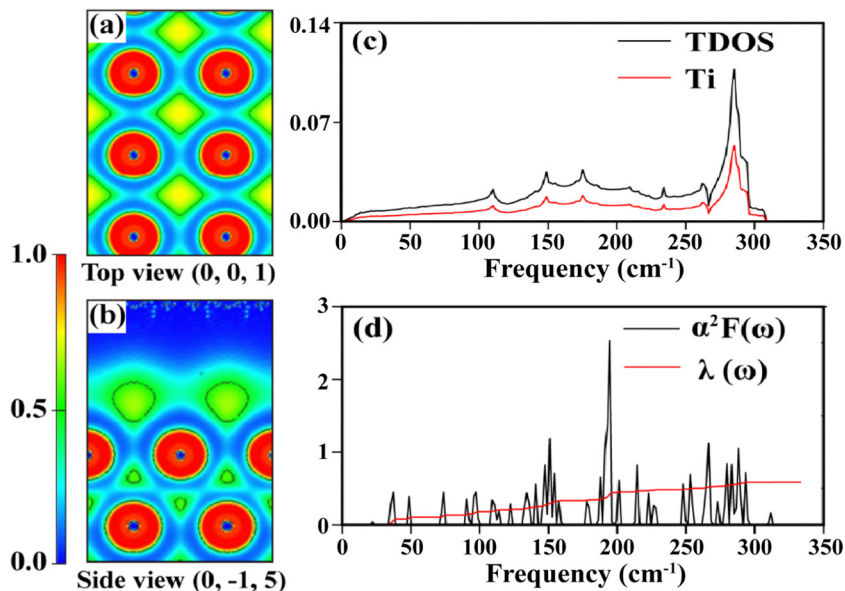 (a)
Top view (0, 0, 1)
1.0
0.5
0.0
(b)
Side view (0, -1, 5)
(c)
TDOS
Ti
0.14
0.07
0.00
0 50 100 150 200 250 300 350
Frequency (cm⁻¹)
(d)
α²F(ω)
λ (ω)
3
2
1
0
0 50 100 150 200 250 300 350
Frequency (cm⁻¹)